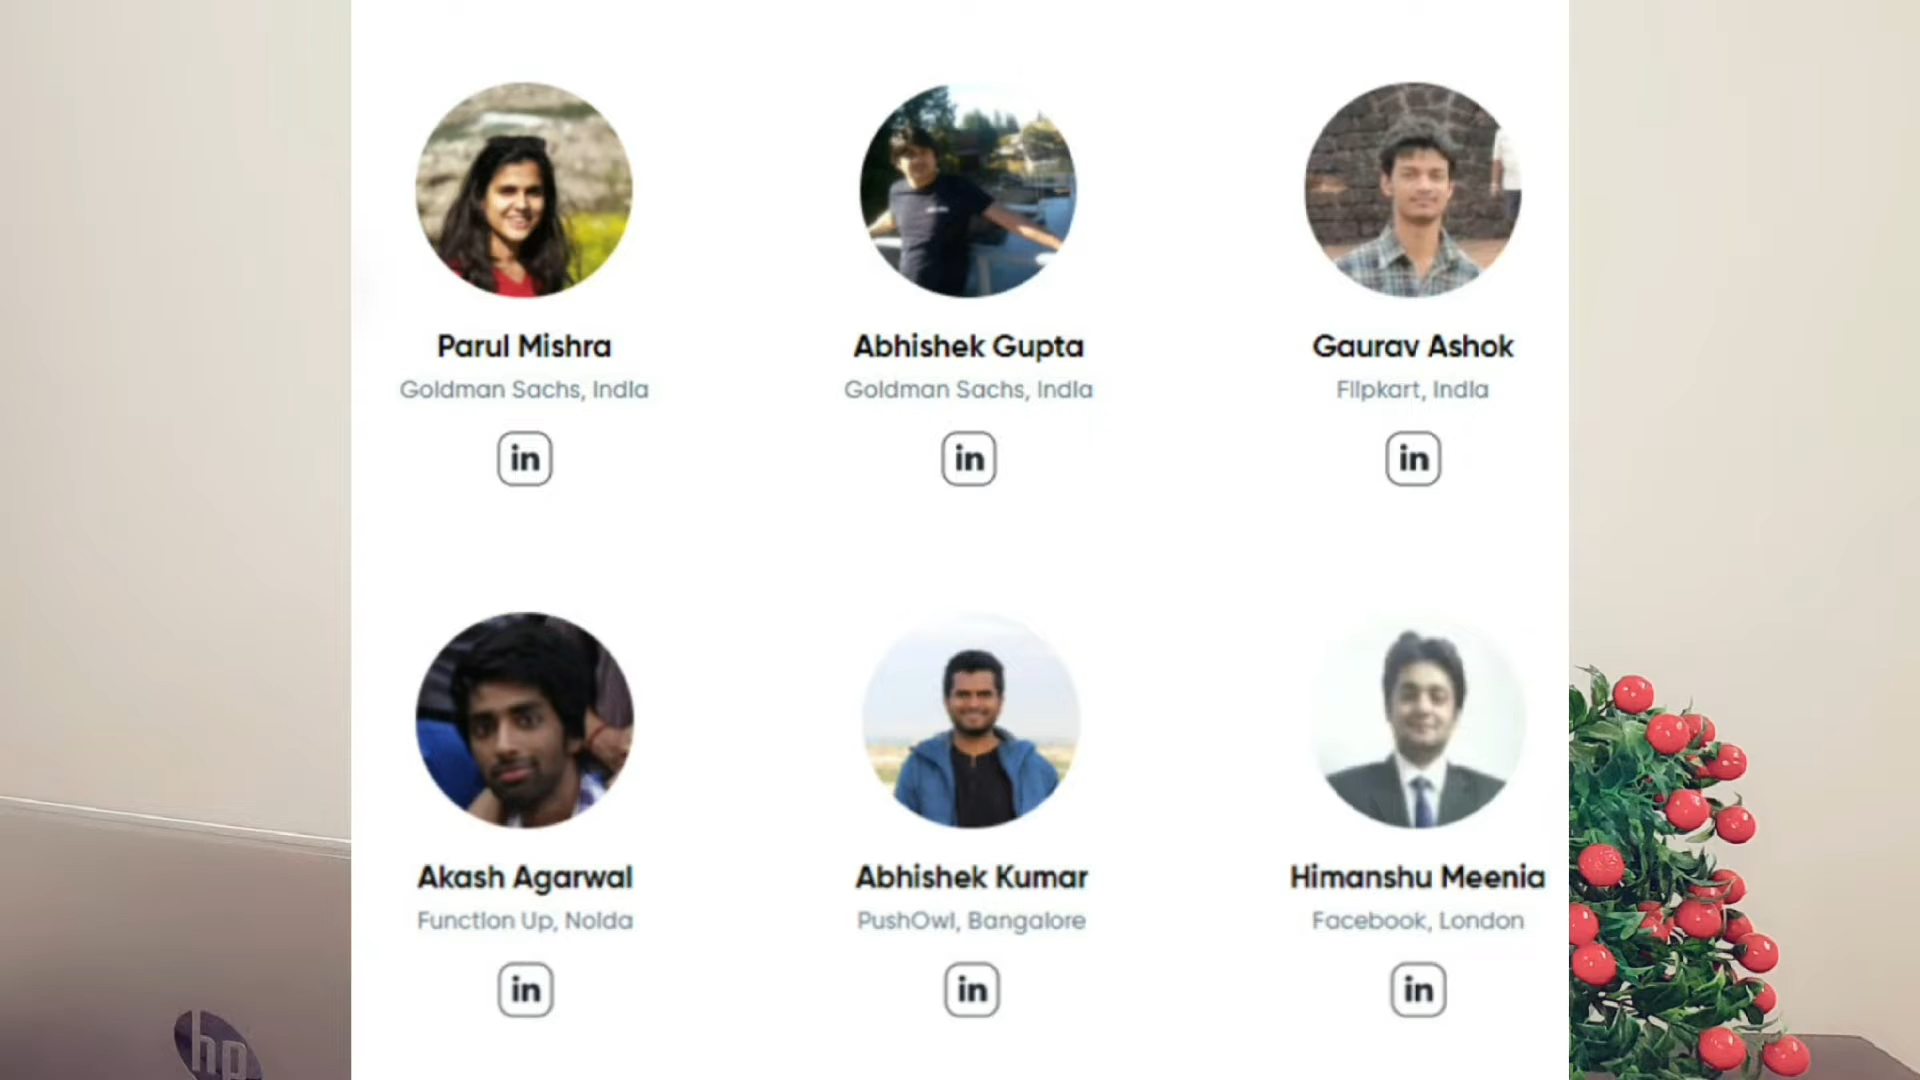 Parul Mishra
Goldman Sachs, India
in
Abhishek Gupta
Goldman Sachs, India
in
Gaurav Ashok
Flipkart, India
in
Akash Agarwal
Function Up, Noida
in
Abhishek Kumar
PushOwl, Bangalore
in
Himanshu Meenia
Facebook, London
in
hp